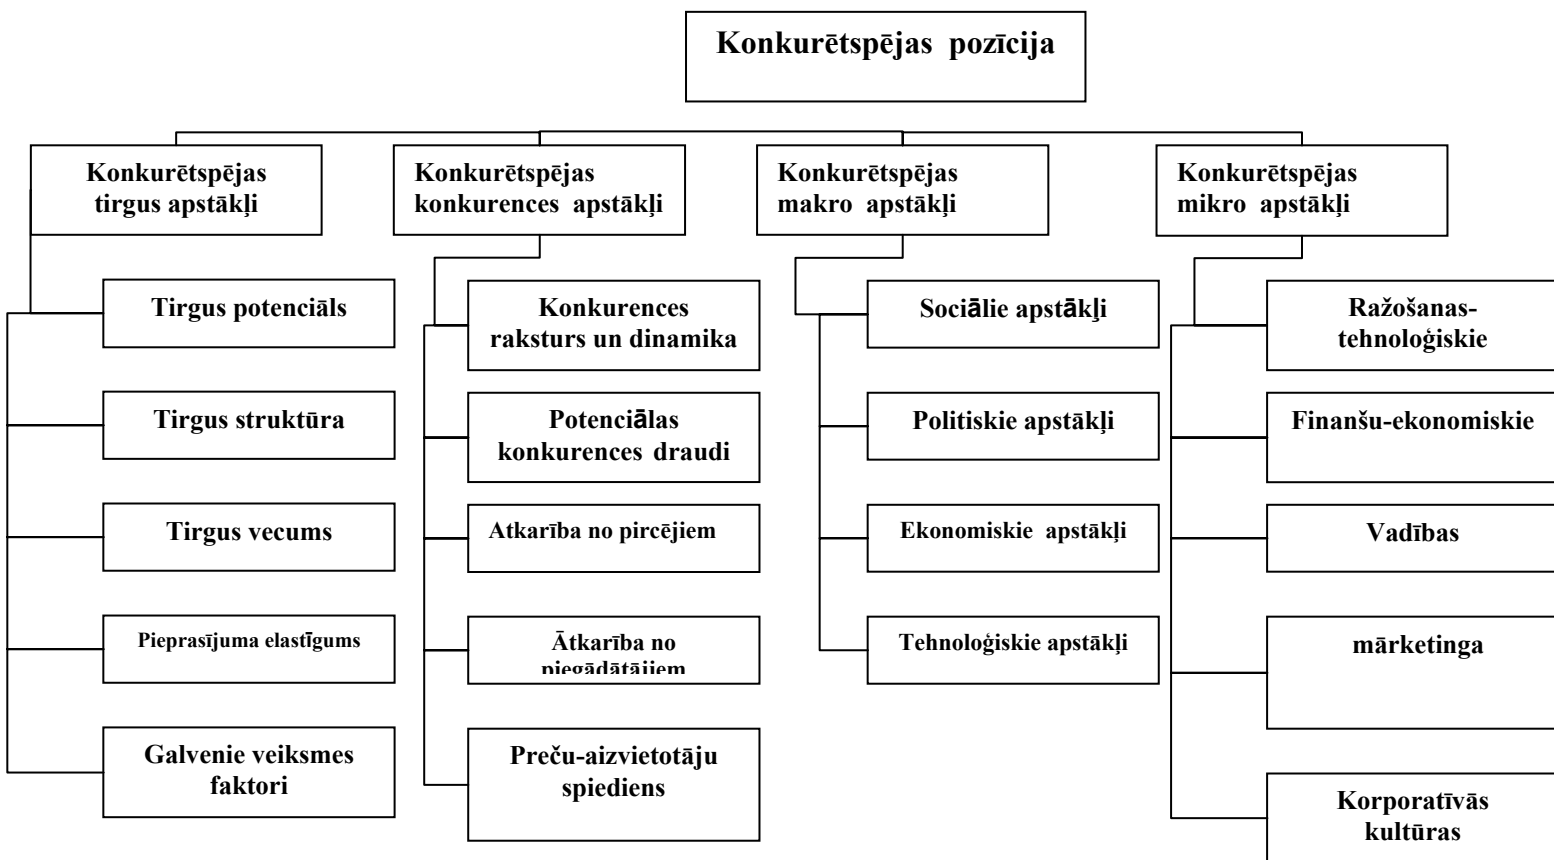 Konkurētspējas pozīcija
Konkurētspējas
tirgus apstākļi
Konkurētspējas
konkurences apstākļi
Konkurētspējas
makro apstākļi
Konkurētspējas
mikro apstākļi
Tirgus potenciāls
Tirgus struktūra
Tirgus vecums
Pieprasījuma elastīgums
Galvenie veiksmes
faktori
Konkurences
raksturs un dinamika
Potenciālas
konkurences draudi
Atkarība no pircējiem
Ātkarība no
piegādātājiem
Preču-aizvietotāju
spiediens
Sociālie apstākļi
Politiskie apstākļi
Ekonomiskie apstākļi
Tehnoloģiskie apstākļi
Ražošanas-
tehnoloģiskie
Finanšu-ekonomiskie
Vadības
mārketinga
Korporatīvās
kultūras